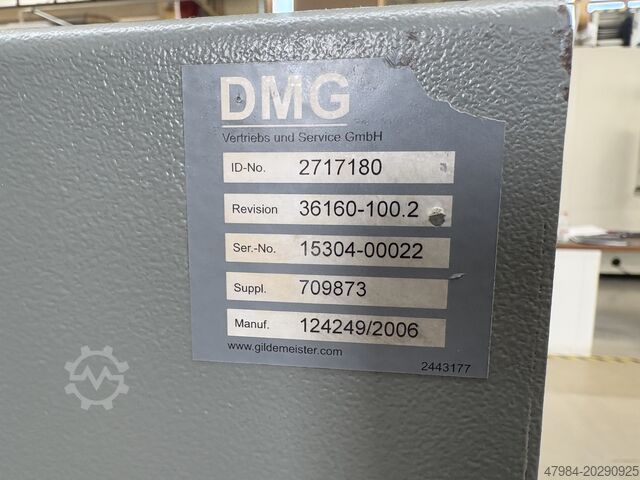 DMG
Vertriebs und Service GmbH
ID-No. 2717180
Revision 36160-100.2
Ser.-No. 15304-00022
Suppl. 709873
Manuf. 124249/2006
www.gildemeister.com 2443177
47984-20290925